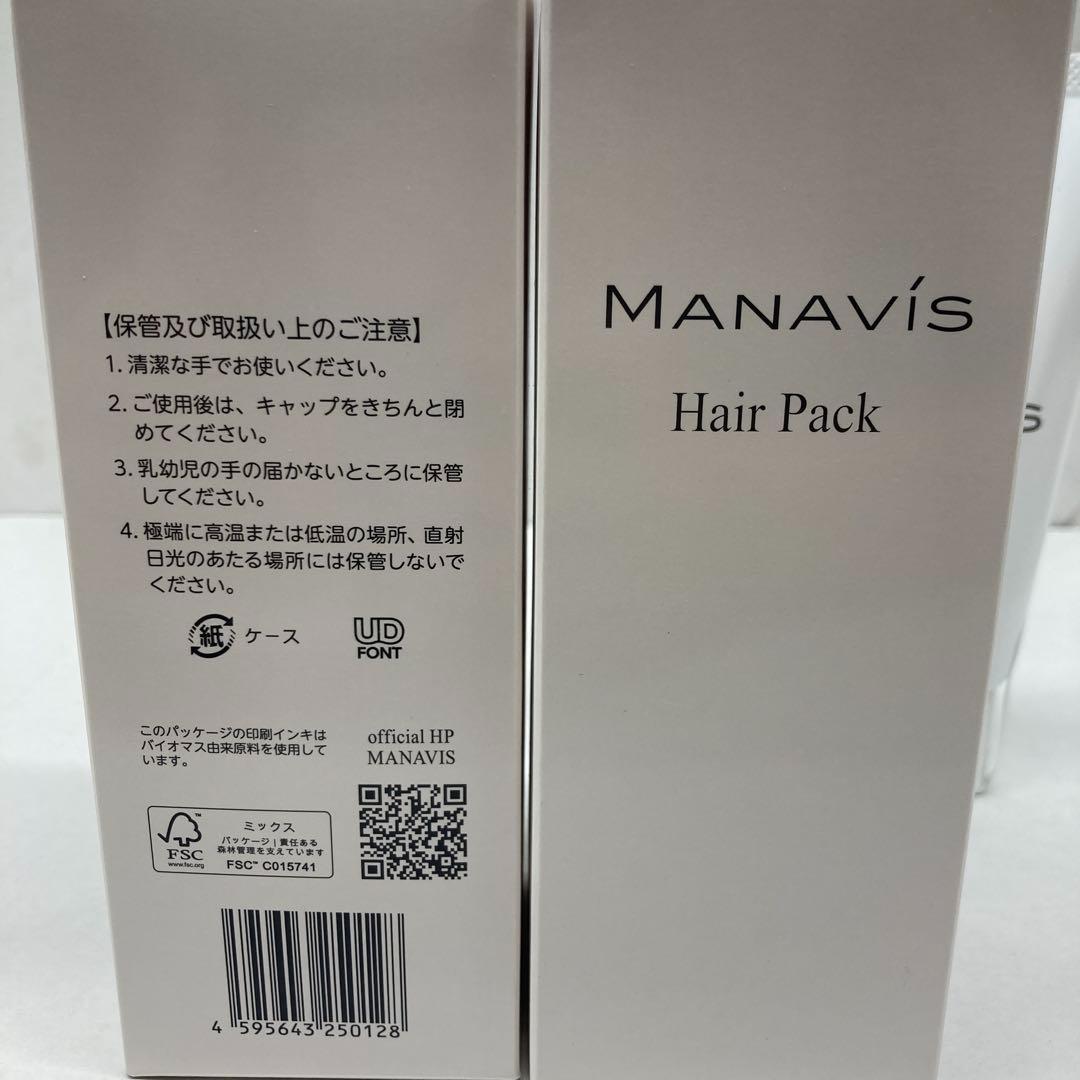 【保管及び取扱い上のご注意】
1. 清潔な手でお使いください。
2. ご使用後は、キャップをきちんと閉
めてください。
3. 乳幼児の手の届かないところに保管
してください。
4. 極端に高温または低温の場所、直射
日光のあたる場所には保管しないで
ください。
紙 ケース
UD
FONT
このパッケージの印刷インキは
バイオマス由来原料を使用して
います。
official HP
MANAVIS
FSC
www.fsc.org
ミックス
パッケージ | 責任ある
森林管理を支えています
FSC™ C015741
4 595643 250128
MANAVÍS
Hair Pack
S